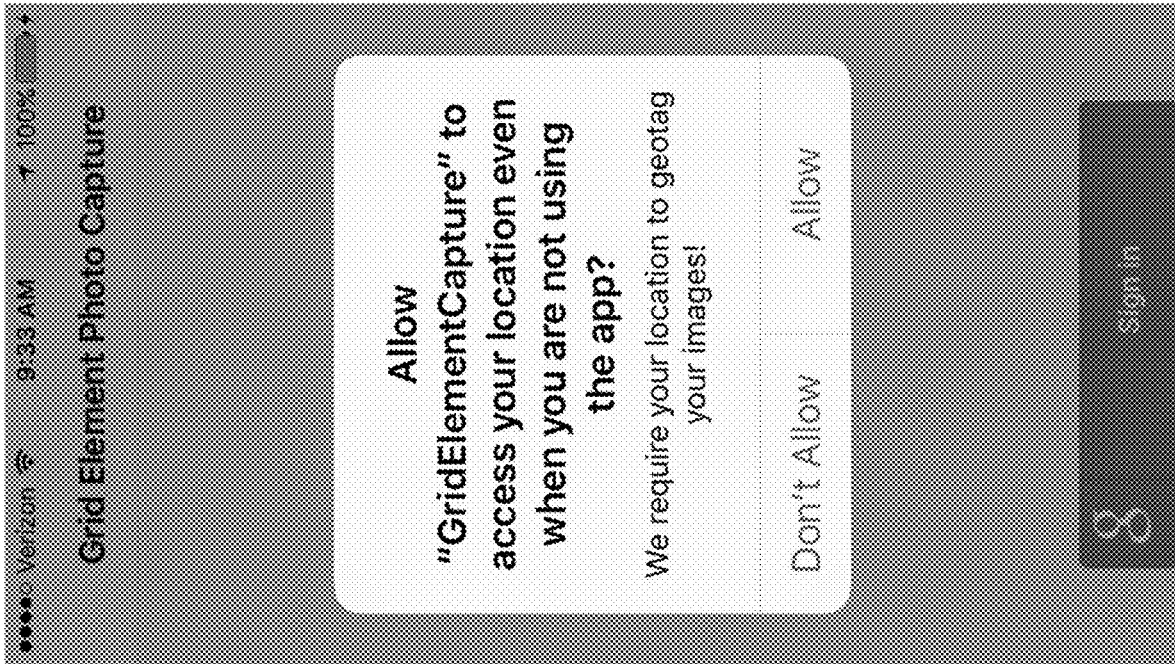 Verizon 9:33 AM 100%
Grid Element Photo Capture
Allow
"GridElementCapture" to
access your location even
when you are not using
the app?
We require your location to geotag
your images!
Don't Allow Allow
Sign in